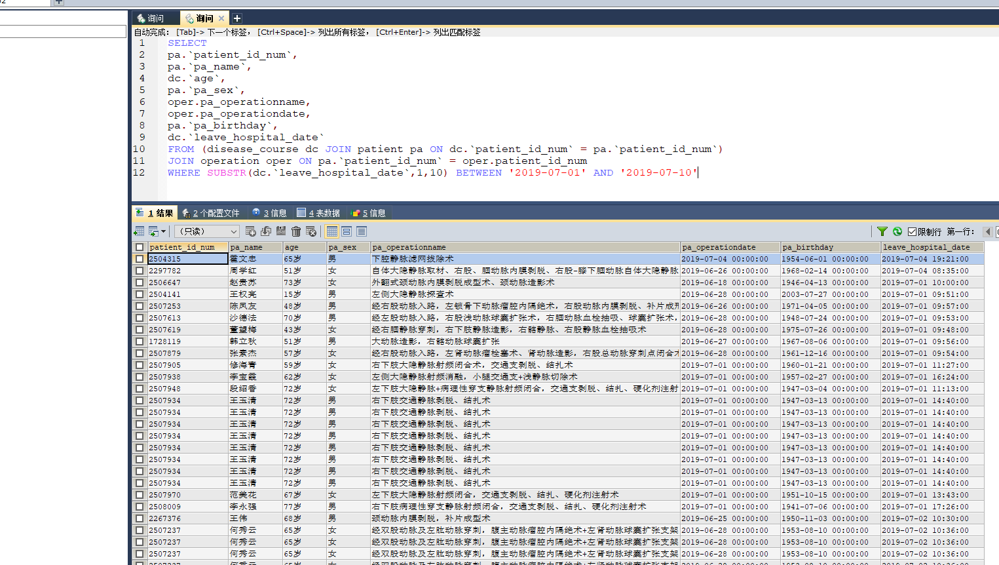 询问 询问
自动完成： [Tab]-> 下一个标签， [Ctrl+Space]-> 列出所有标签， [Ctrl+Enter]-> 列出匹配标签
1 SELECT
2 pa.`patient_id_num`,
3 pa.`pa_name`,
4 dc.`age`,
5 pa.`pa_sex`,
6 oper.pa_operationname,
7 oper.pa_operationdate,
8 pa.`pa_birthday`,
9 dc.`leave_hospital_date`
10 FROM (disease_course dc JOIN patient pa ON dc.`patient_id_num` = pa.`patient_id_num`)
11 JOIN operation oper ON pa.`patient_id_num` = oper.patient_id_num
12 WHERE SUBSTR(dc.`leave_hospital_date`,1,10) BETWEEN '2019-07-01' AND '2019-07-10'
1 结果 2 个配置文件 3 信息 4 表数据 5 信息
（只读） 限制行 第一行：
patient_id_num pa_name age pa_sex pa_operationname pa_operationdate pa_birthday leave_hospital_date
2504315 霍文忠 65岁 男 下腔静脉滤网拔除术 2019-07-04 00:00:00 1954-06-01 00:00:00 2019-07-04 19:21:00
2297782 周学红 51岁 女 自体大隐静脉取材、右股、腘动脉内膜剥脱、右股-膝下腘动脉自体大隐静脉 2019-06-26 00:00:00 1968-02-14 00:00:00 2019-07-04 08:35:00
2506647 赵贵苏 73岁 女 外翻式颈动脉内膜剥脱成型术、颈动脉造影术 2019-06-18 00:00:00 1946-04-13 00:00:00 2019-07-01 10:00:00
2504141 王权亮 15岁 男 左侧大隐静脉探查术 2019-06-28 00:00:00 2003-07-27 00:00:00 2019-07-01 09:51:00
2507253 陈凤友 48岁 男 经右股动脉入路，左锁骨下动脉瘤腔内隔绝术，右股动脉内膜剥脱、补片成形 2019-06-26 00:00:00 1971-04-05 00:00:00 2019-07-01 09:57:00
2507613 沙德法 70岁 男 经左股动脉入路，右股浅动脉球囊扩张术，右腘动脉血栓抽吸、球囊扩张术， 2019-06-28 00:00:00 1948-07-24 00:00:00 2019-07-01 09:53:00
2507619 董望梅 43岁 女 经右腘静脉穿刺，右下肢静脉造影，右髂静脉、右股静脉血栓抽吸术 2019-06-28 00:00:00 1975-07-26 00:00:00 2019-07-01 09:48:00
1728119 韩立秋 51岁 男 大动脉造影，右髂动脉球囊扩张 2019-06-27 00:00:00 1967-08-06 00:00:00 2019-07-01 09:56:00
2507879 张素杰 57岁 女 经右股动脉入路，左肾动脉瘤栓塞术、肾动脉造影，右股总动脉穿刺点闭合术 2019-06-28 00:00:00 1961-12-16 00:00:00 2019-07-01 09:54:00
2507905 修海青 59岁 女 右下肢大隐静脉射频闭合术，交通支剥脱、结扎术 2019-07-01 00:00:00 1960-01-21 00:00:00 2019-07-01 11:27:00
2507938 李宝霞 62岁 女 左侧大隐静脉射频消融，小腿交通支+浅静脉切除术 2019-07-01 00:00:00 1957-02-27 00:00:00 2019-07-01 16:24:00
2507948 段绍香 72岁 女 左下肢大隐静脉+病理性穿支静脉射频闭合，交通支剥脱、结扎、硬化剂注射 2019-07-01 00:00:00 1947-03-04 00:00:00 2019-07-01 11:13:00
2507934 王玉清 72岁 男 右下肢交通静脉剥脱、结扎术 2019-07-01 00:00:00 1947-03-13 00:00:00 2019-07-01 14:40:00
2507934 王玉清 72岁 男 右下肢交通静脉剥脱、结扎术 2019-07-01 00:00:00 1947-03-13 00:00:00 2019-07-01 14:40:00
2507934 王玉清 72岁 男 右下肢交通静脉剥脱、结扎术 2019-07-01 00:00:00 1947-03-13 00:00:00 2019-07-01 14:40:00
2507934 王玉清 72岁 男 右下肢交通静脉剥脱、结扎术 2019-07-01 00:00:00 1947-03-13 00:00:00 2019-07-01 14:40:00
2507934 王玉清 72岁 男 右下肢交通静脉剥脱、结扎术 2019-07-01 00:00:00 1947-03-13 00:00:00 2019-07-01 14:40:00
2507934 王玉清 72岁 男 右下肢交通静脉剥脱、结扎术 2019-07-01 00:00:00 1947-03-13 00:00:00 2019-07-01 14:40:00
2507934 王玉清 72岁 男 右下肢交通静脉剥脱、结扎术 2019-07-01 00:00:00 1947-03-13 00:00:00 2019-07-01 14:40:00
2507934 王玉清 72岁 男 右下肢交通静脉剥脱、结扎术 2019-07-01 00:00:00 1947-03-13 00:00:00 2019-07-01 14:40:00
2507970 范美花 67岁 女 左下肢大隐静脉射频闭合，交通支剥脱、结扎、硬化剂注射术 2019-07-01 00:00:00 1951-10-15 00:00:00 2019-07-01 13:43:00
2508009 李永强 77岁 男 右下肢病理性穿支静脉射频闭合，交通支剥脱、结扎、硬化剂注射术 2019-07-01 00:00:00 1941-07-06 00:00:00 2019-07-01 17:26:00
2267376 王伟 68岁 男 颈动脉内膜剥脱，补片成型术 2019-06-25 00:00:00 1950-11-03 00:00:00 2019-07-02 10:30:00
2507237 何秀云 65岁 女 经双股动脉及左肱动脉穿刺，腹主动脉瘤腔内隔绝术+左肾动脉球囊扩张支架 2019-06-28 00:00:00 1953-08-10 00:00:00 2019-07-02 10:36:00
2507237 何秀云 65岁 女 经双股动脉及左肱动脉穿刺，腹主动脉瘤腔内隔绝术+左肾动脉球囊扩张支架 2019-06-28 00:00:00 1953-08-10 00:00:00 2019-07-02 10:36:00
2507237 何秀云 65岁 女 经双股动脉及左肱动脉穿刺，腹主动脉瘤腔内隔绝术+左肾动脉球囊扩张支架 2019-06-28 00:00:00 1953-08-10 00:00:00 2019-07-02 10:36:00